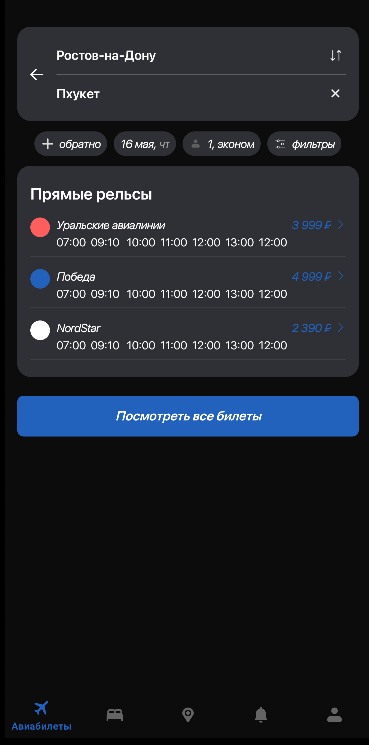 Ростов-на-Дону
Пхукет
обратно 16 мая, чт 1, эконом фильтры
Прямые рельсы
Уральские авиалинии 3 999 ₽
07:00 09:10 10:00 11:00 12:00 13:00 12:00
Победа 4 999 ₽
07:00 09:10 10:00 11:00 12:00 13:00 12:00
NordStar 2 390 ₽
07:00 09:10 10:00 11:00 12:00 13:00 12:00
Посмотреть все билеты
Авиабилеты